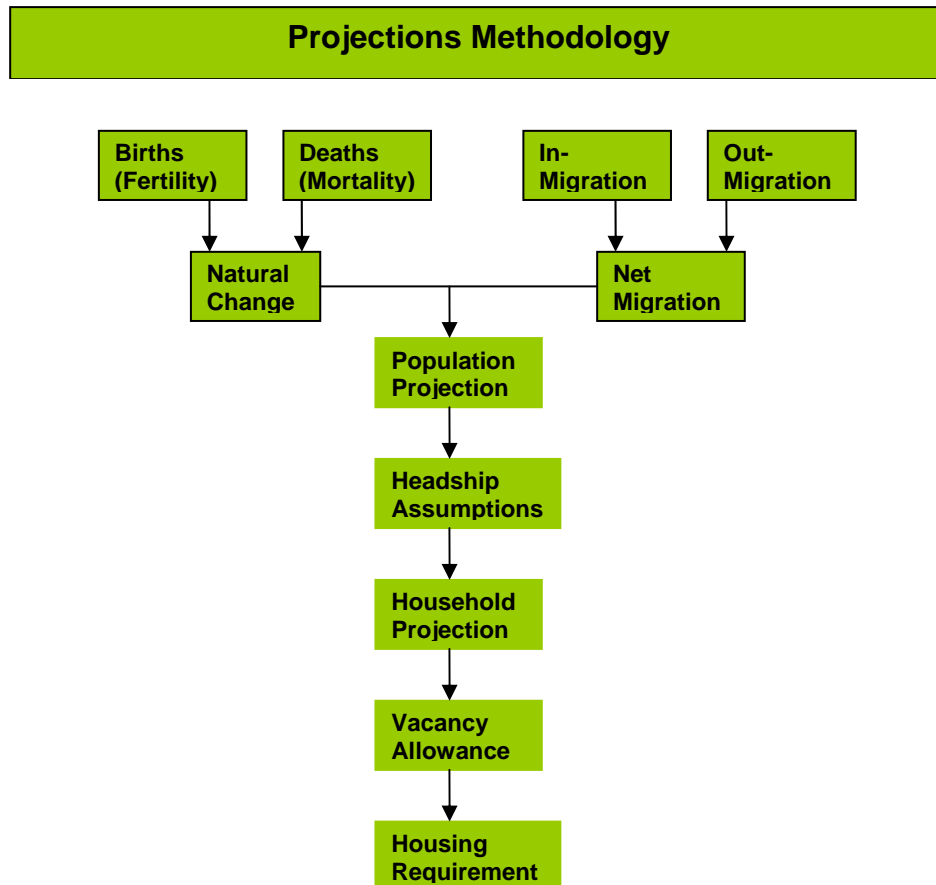 Projections Methodology
Births
(Fertility)
Deaths
(Mortality)
In-
Migration
Out-
Migration
Natural
Change
Net
Migration
Population
Projection
Headship
Assumptions
Household
Projection
Vacancy
Allowance
Housing
Requirement